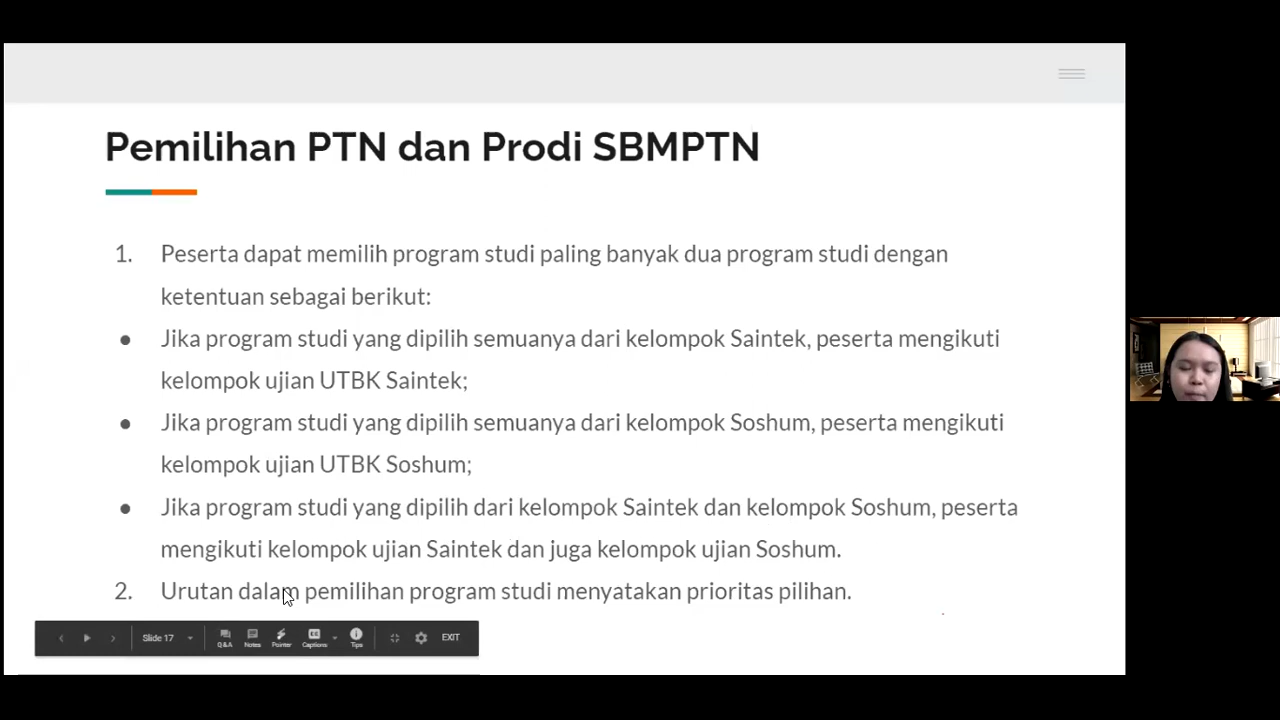 Pemilihan PTN dan Prodi SBMPTN
1. Peserta dapat memilih program studi paling banyak dua program studi dengan
ketentuan sebagai berikut:
● Jika program studi yang dipilih semuanya dari kelompok Saintek, peserta mengikuti
kelompok ujian UTBK Saintek;
● Jika program studi yang dipilih semuanya dari kelompok Soshum, peserta mengikuti
kelompok ujian UTBK Soshum;
● Jika program studi yang dipilih dari kelompok Saintek dan kelompok Soshum, peserta
mengikuti kelompok ujian Saintek dan juga kelompok ujian Soshum.
2. Urutan dalam pemilihan program studi menyatakan prioritas pilihan.
Slide 17 Q&A Notes Pointer Captions Tips EXIT